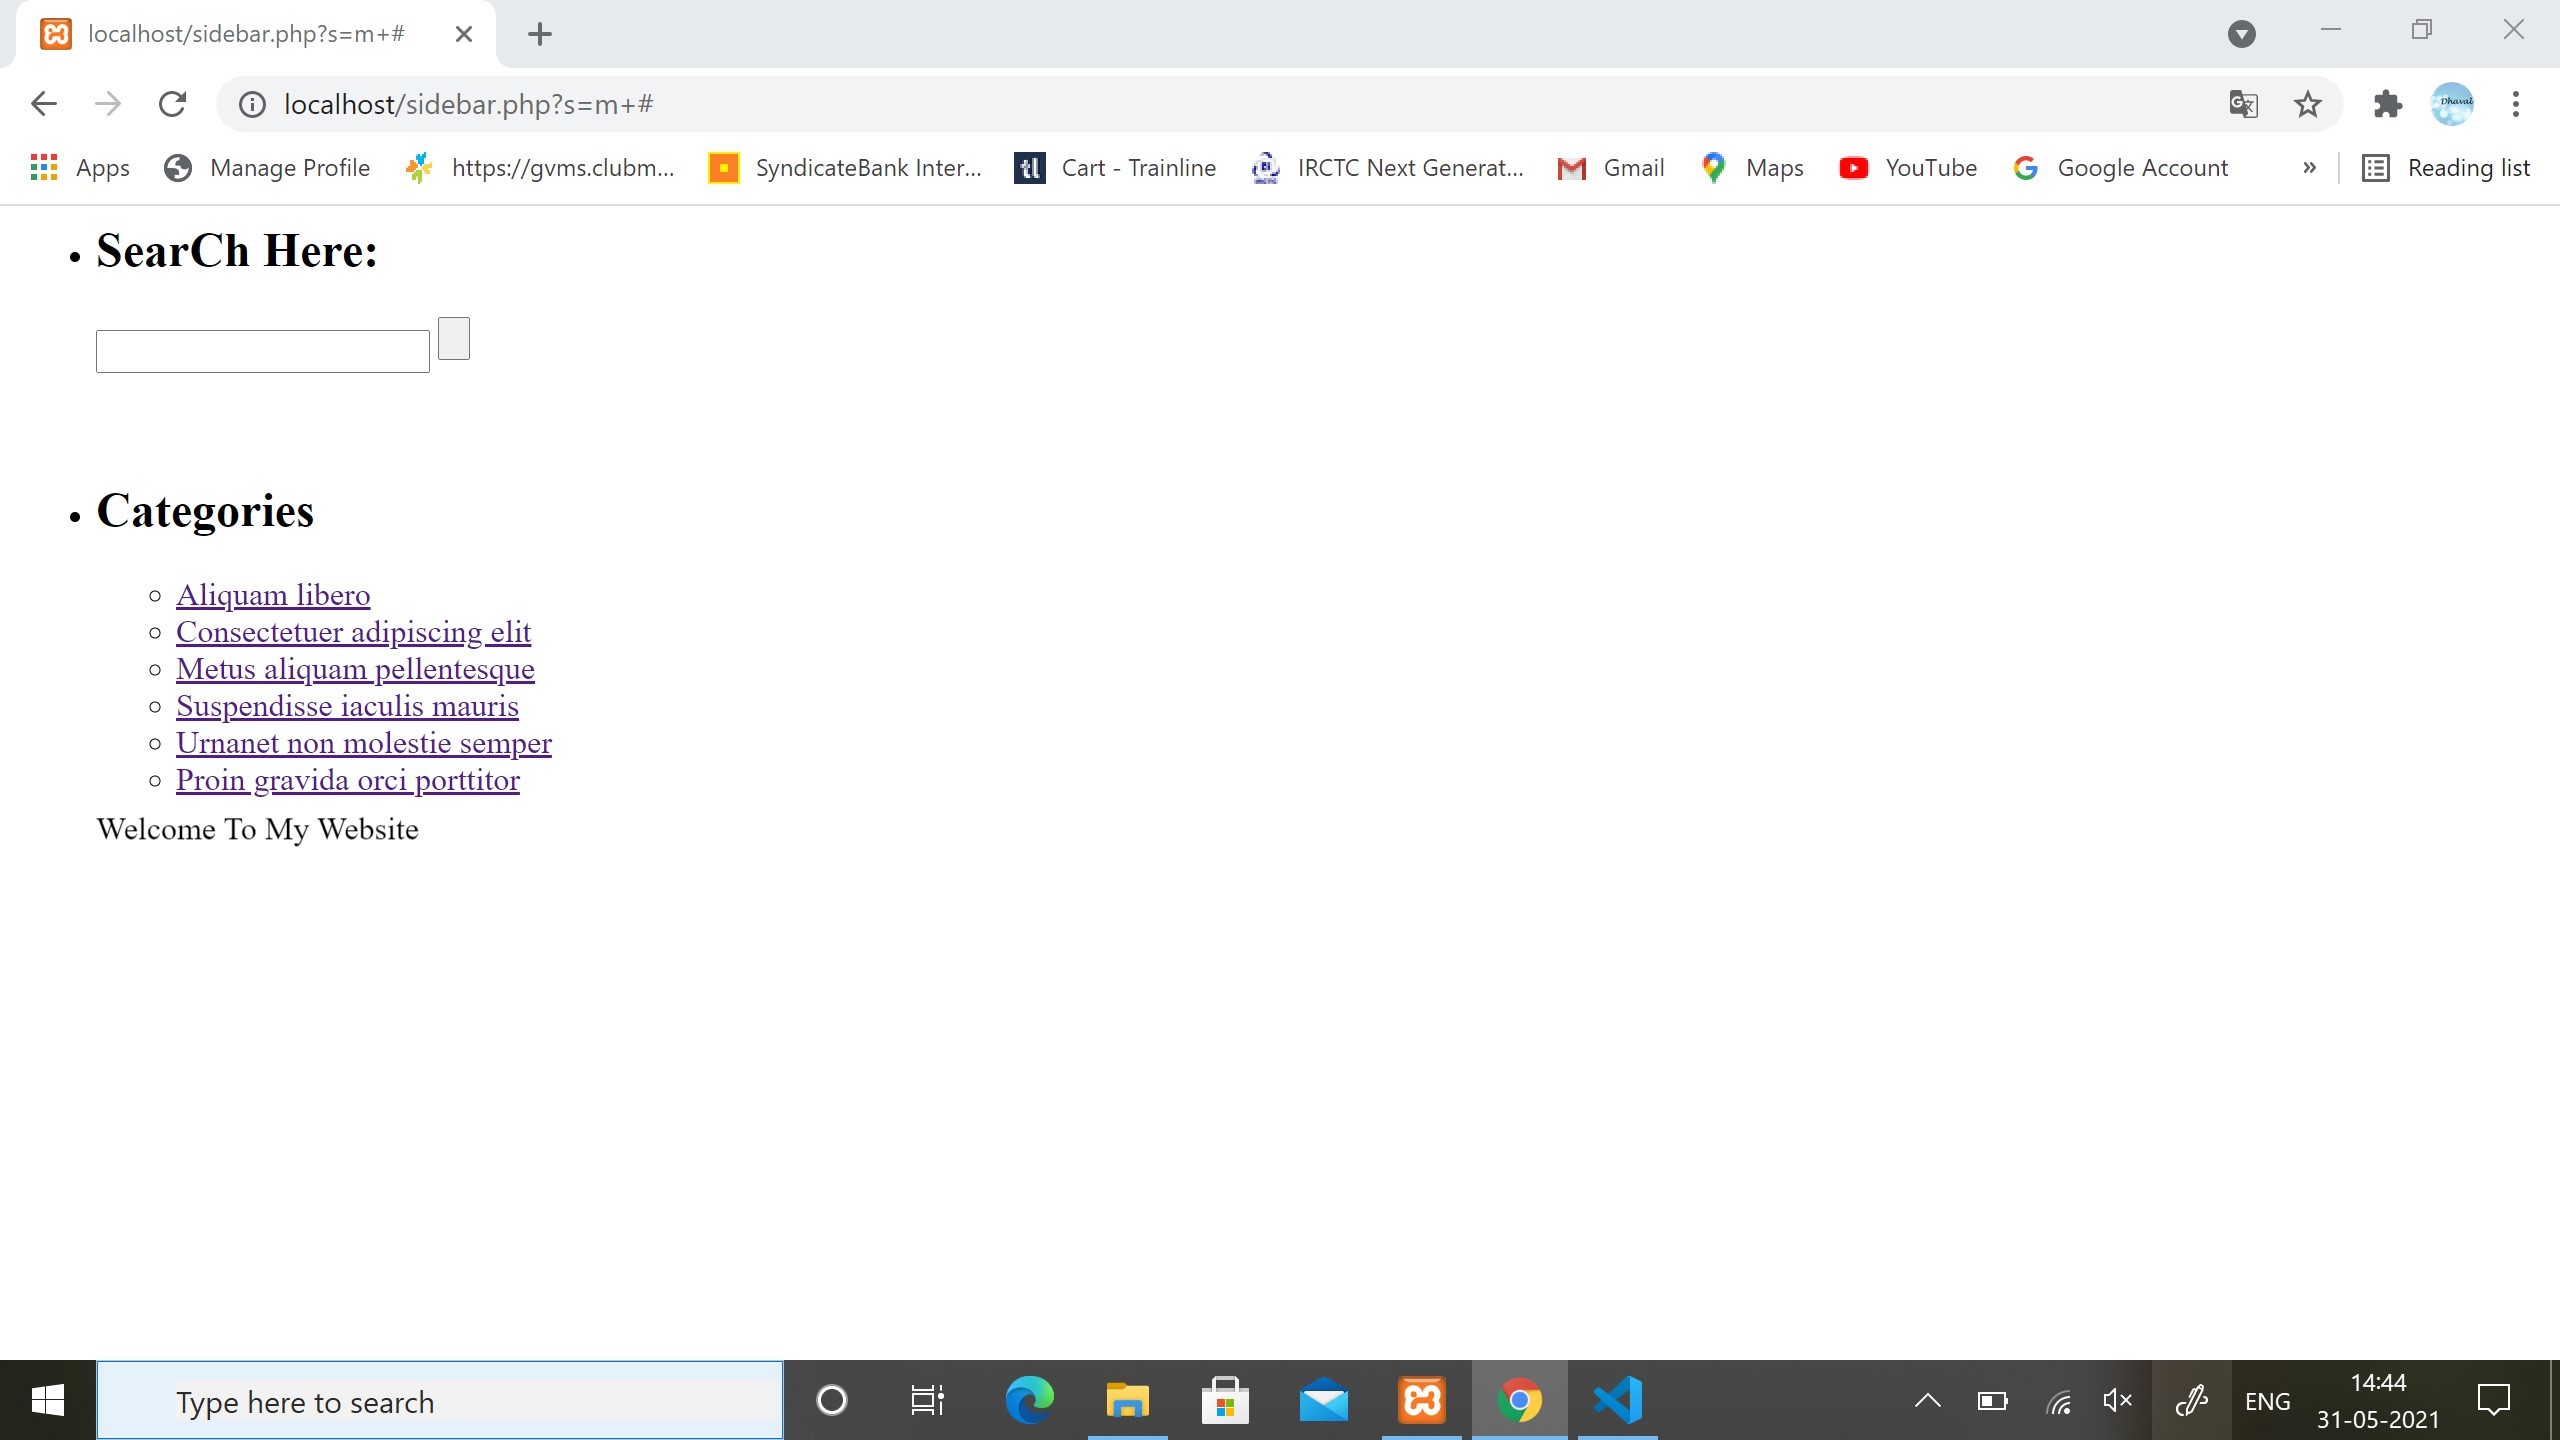 localhost/sidebar.php?s=m+#
localhost/sidebar.php?s=m+#
Dhaval
Apps Manage Profile https://gvms.clubm... SyndicateBank Inter... tl Cart - Trainline IRCTC Next Generat... Gmail Maps YouTube Google Account » Reading list
SearCh Here:
Categories
Aliquam libero
Consectetuer adipiscing elit
Metus aliquam pellentesque
Suspendisse iaculis mauris
Urnanet non molestie semper
Proin gravida orci porttitor
Welcome To My Website
Type here to search
ENG
14:44
31-05-2021